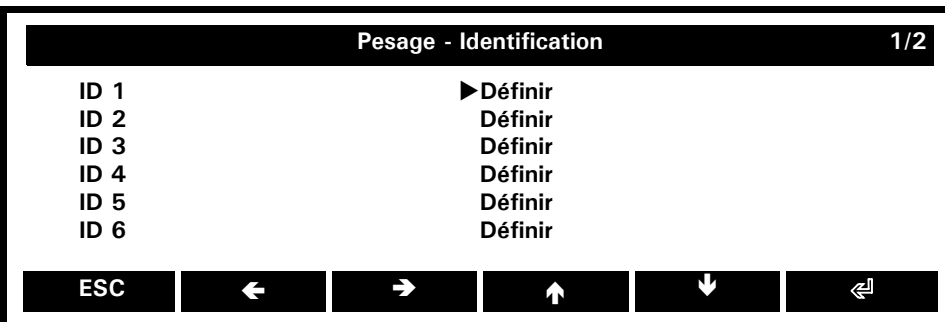 Pesage - Identification 1/2
ID 1 ▶Définir
ID 2 Définir
ID 3 Définir
ID 4 Définir
ID 5 Définir
ID 6 Définir
ESC